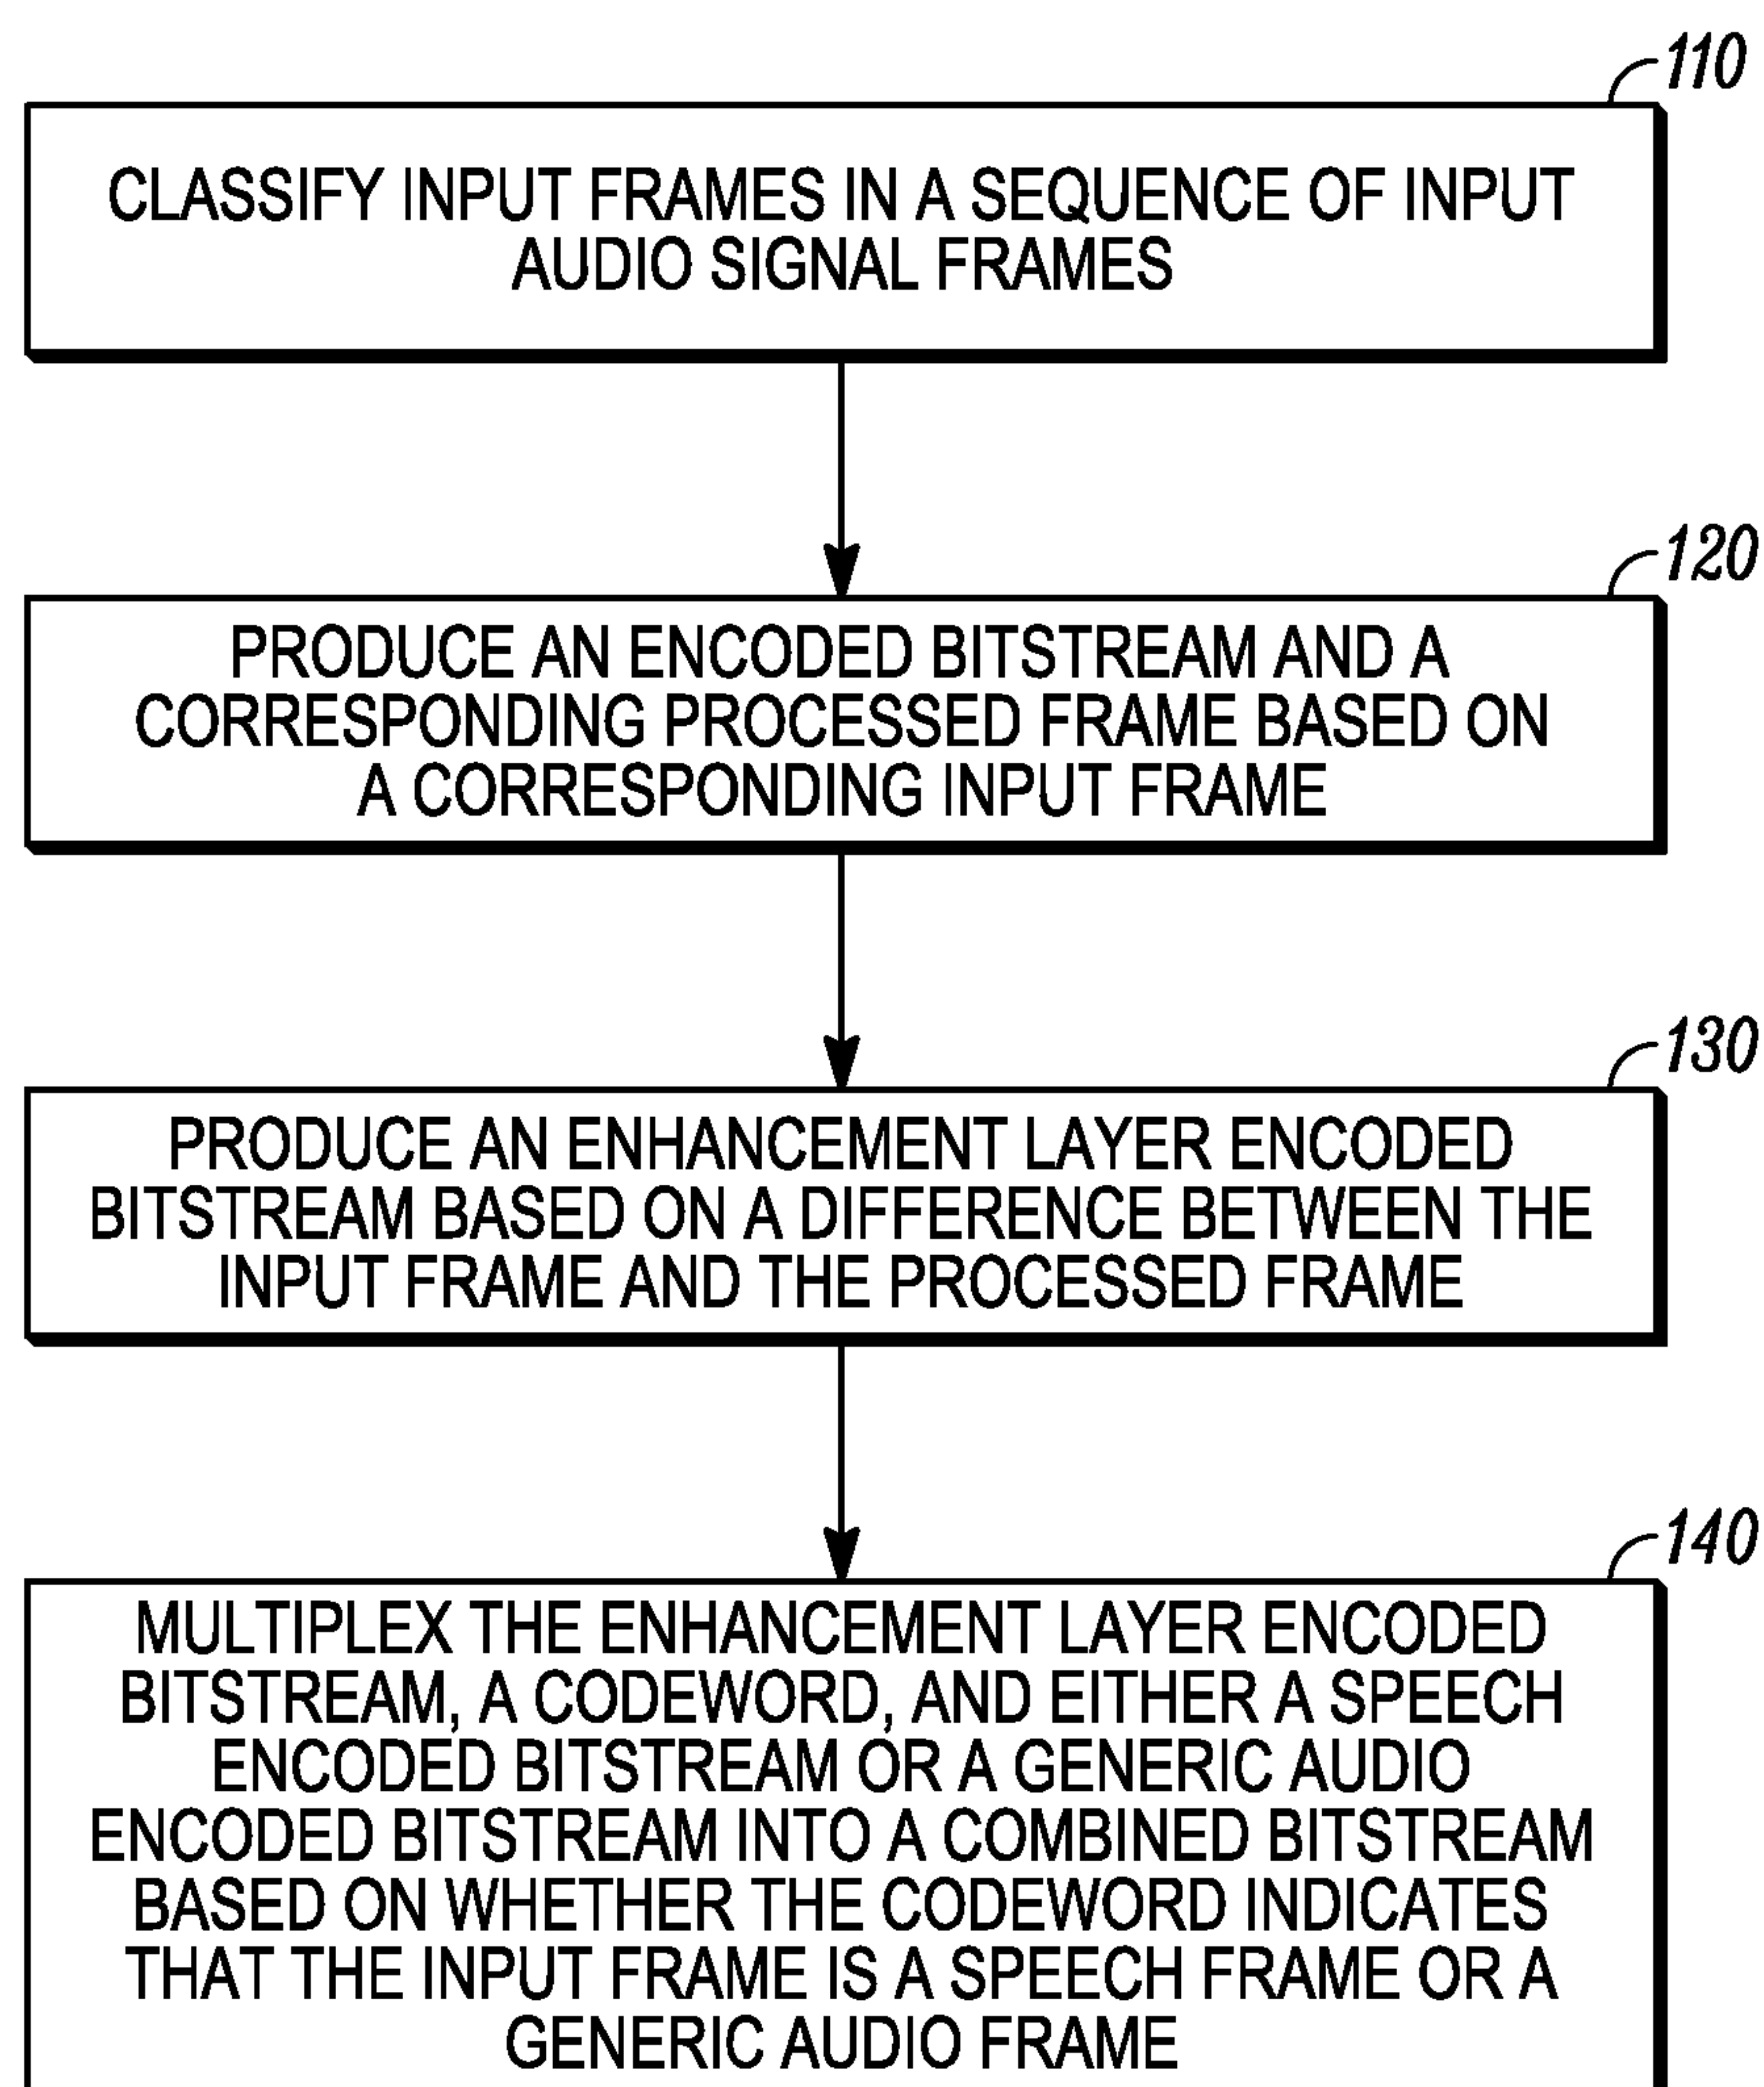 110
CLASSIFY INPUT FRAMES IN A SEQUENCE OF INPUT
AUDIO SIGNAL FRAMES
120
PRODUCE AN ENCODED BITSTREAM AND A
CORRESPONDING PROCESSED FRAME BASED ON
A CORRESPONDING INPUT FRAME
130
PRODUCE AN ENHANCEMENT LAYER ENCODED
BITSTREAM BASED ON A DIFFERENCE BETWEEN THE
INPUT FRAME AND THE PROCESSED FRAME
140
MULTIPLEX THE ENHANCEMENT LAYER ENCODED
BITSTREAM, A CODEWORD, AND EITHER A SPEECH
ENCODED BITSTREAM OR A GENERIC AUDIO
ENCODED BITSTREAM INTO A COMBINED BITSTREAM
BASED ON WHETHER THE CODEWORD INDICATES
THAT THE INPUT FRAME IS A SPEECH FRAME OR A
GENERIC AUDIO FRAME